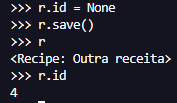 >>> r.id = None
>>> r.save()
>>> r
<Recipe: Outra receita>
>>> r.id
4